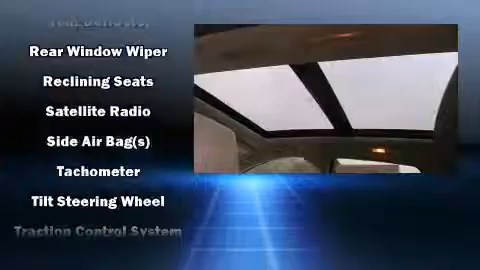 Rear Window Wiper
Reclining Seats
Satellite Radio
Side Air Bag(s)
Tachometer
Tilt Steering Wheel
Traction Control System